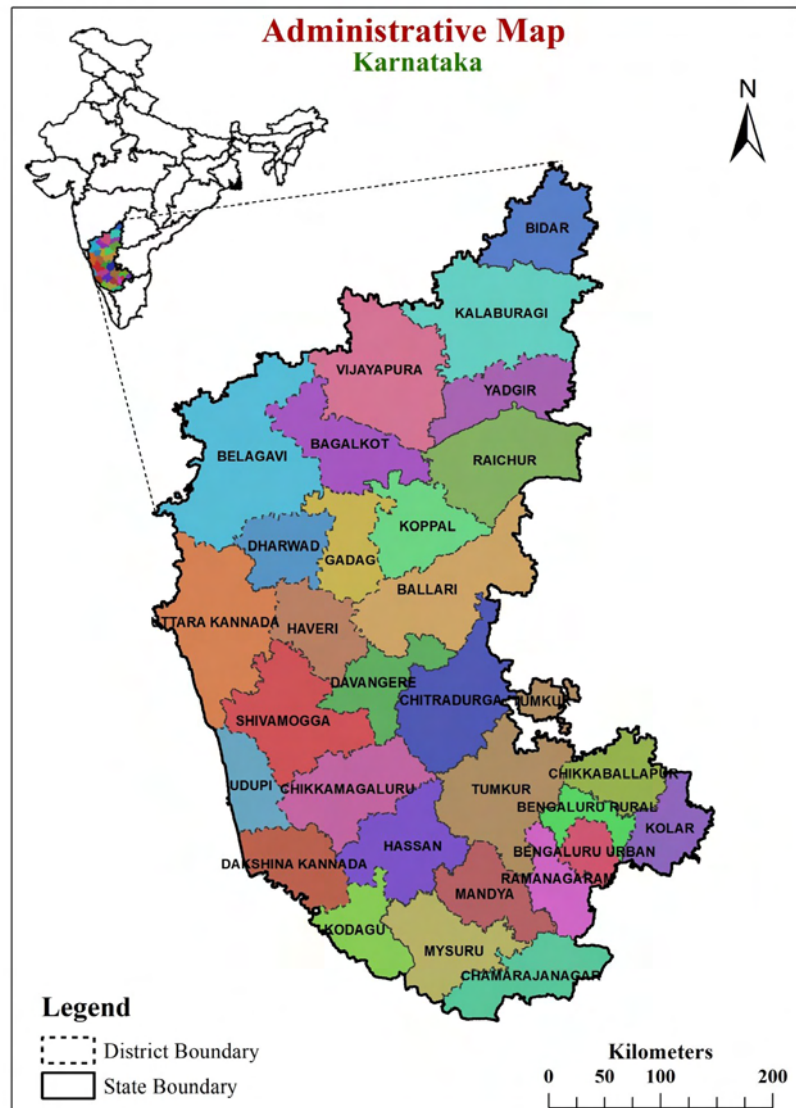 Administrative Map
Karnataka
N
BIDAR
KALABURAGI
VIJAYAPURA
YADGIR
BAGALKOT
BELAGAVI
RAICHUR
KOPPAL
DHARWAD
GADAG
BALLARI
UTTARA KANNADA
HAVERI
DAVANGERE
CHITRADURGA
TUMKUR
SHIVAMOGGA
CHIKKABALLAPUR
UDUPI
CHIKKAMAGALURU
TUMKUR
BENGALURU RURAL
KOLAR
HASSAN
BENGALURU URBAN
DAKSHINA KANNADA
RAMANAGARAM
MANDYA
KODAGU
MYSURU
CHAMARAJANAGAR
Legend
District Boundary
State Boundary
Kilometers
0 50 100 200